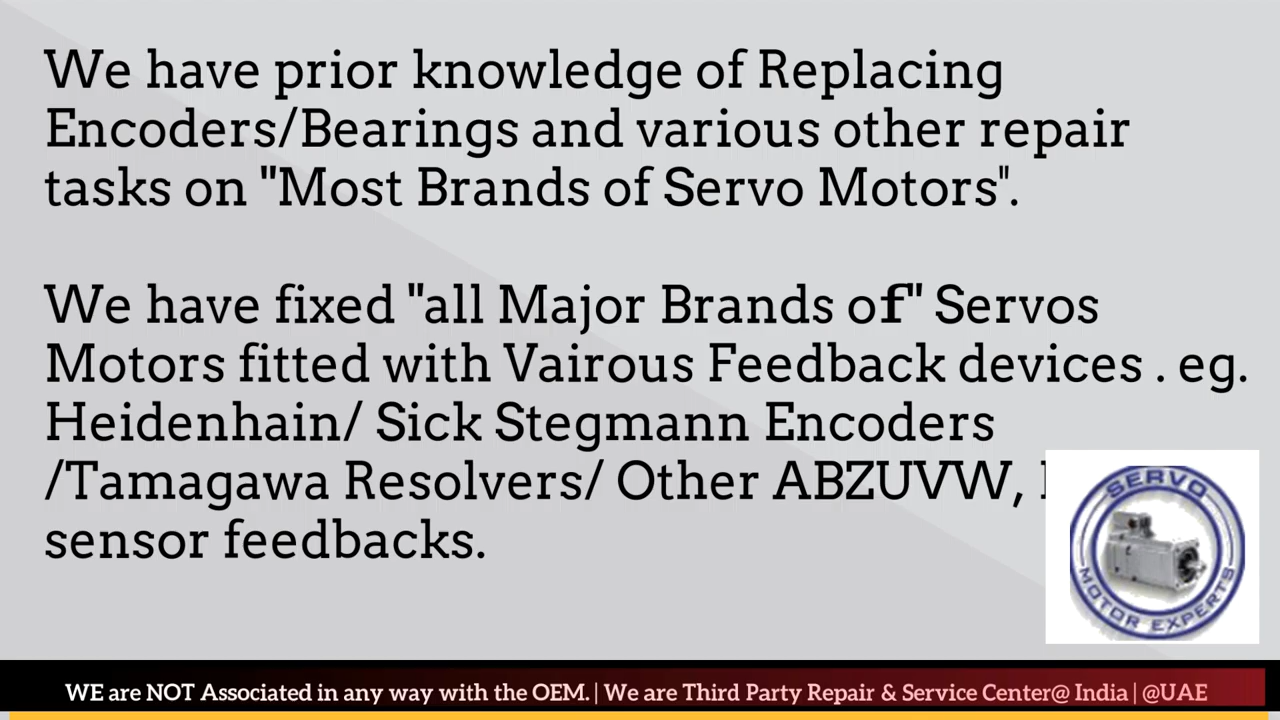 We have prior knowledge of Replacing
Encoders/Bearings and various other repair
tasks on "Most Brands of Servo Motors".
We have fixed "all Major Brands of" Servos
Motors fitted with Vairous Feedback devices . eg.
Heidenhain/ Sick Stegmann Encoders
/Tamagawa Resolvers/ Other ABZUVW,
sensor feedbacks.
SERVO
MOTOR EXPERTS
WE are NOT Associated in any way with the OEM. | We are Third Party Repair & Service Center@ India | @UAE